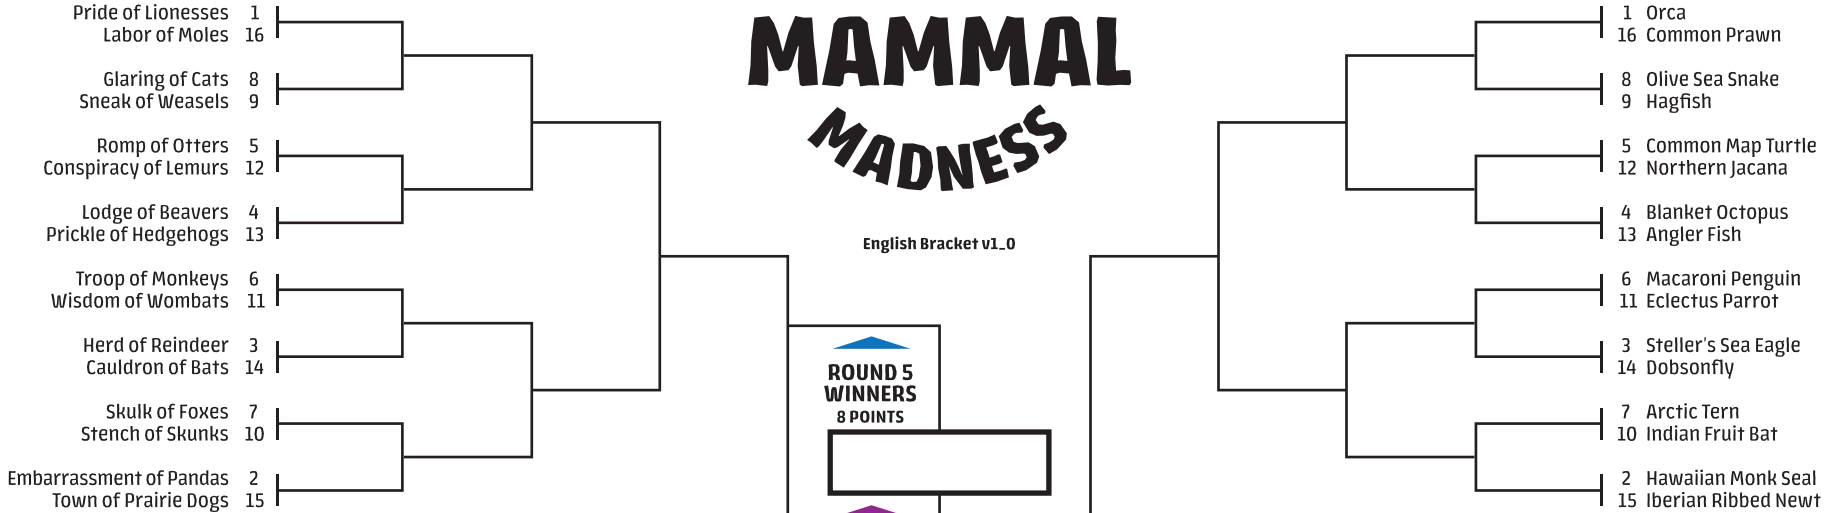 Pride of Lionesses 1
Labor of Moles 16
Glaring of Cats 8
Sneak of Weasels 9
Romp of Otters 5
Conspiracy of Lemurs 12
Lodge of Beavers 4
Prickle of Hedgehogs 13
Troop of Monkeys 6
Wisdom of Wombats 11
Herd of Reindeer 3
Cauldron of Bats 14
Skulk of Foxes 7
Stench of Skunks 10
Embarrassment of Pandas 2
Town of Prairie Dogs 15
MAMMAL
MADNESS
English Bracket v1_0
ROUND 5
WINNERS
8 POINTS
1 Orca
16 Common Prawn
8 Olive Sea Snake
9 Hagfish
5 Common Map Turtle
12 Northern Jacana
4 Blanket Octopus
13 Angler Fish
6 Macaroni Penguin
11 Eclectus Parrot
3 Steller's Sea Eagle
14 Dobsonfly
7 Arctic Tern
10 Indian Fruit Bat
2 Hawaiian Monk Seal
15 Iberian Ribbed Newt